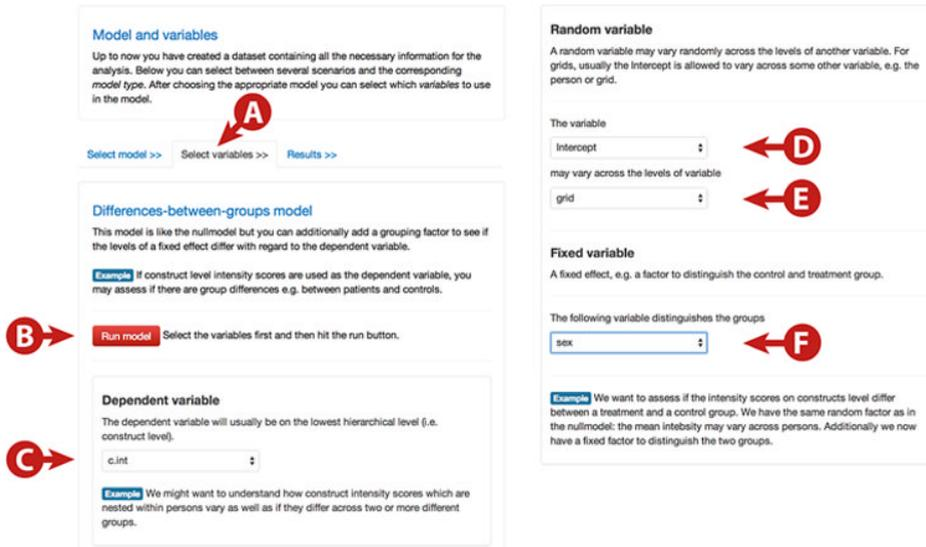 Model and variables
Up to now you have created a dataset containing all the necessary information for the
analysis. Below you can select between several scenarios and the corresponding
model type. After choosing the appropriate model you can select which variables to use
in the model.
A
Select model >> Select variables >> Results >>
Differences-between-groups model
This model is like the nullmodel but you can additionally add a grouping factor to see if
the levels of a fixed effect differ with regard to the dependent variable.
Example If construct level intensity scores are used as the dependent variable, you
may assess if there are group differences e.g. between patients and controls.
B
Run model Select the variables first and then hit the run button.
Dependent variable
The dependent variable will usually be on the lowest hierarchical level (i.e.
construct level).
C
c.int
Example We might want to understand how construct intensity scores which are
nested within persons vary as well as if they differ across two or more different
groups.
Random variable
A random variable may vary randomly across the levels of another variable. For
grids, usually the Intercept is allowed to vary across some other variable, e.g. the
person or grid.
The variable
Intercept
D
may vary across the levels of variable
grid
E
Fixed variable
A fixed effect, e.g. a factor to distinguish the control and treatment group.
The following variable distinguishes the groups
sex
F
Example We want to assess if the intensity scores on constructs level differ
between a treatment and a control group. We have the same random factor as in
the nullmodel: the mean intebsity may vary across persons. Additionally we now
have a fixed factor to distinguish the two groups.